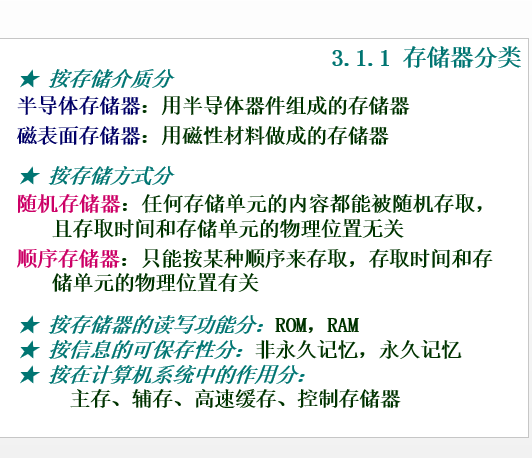 3.1.1 存储器分类
★ 按存储介质分
半导体存储器：用半导体器件组成的存储器
磁表面存储器：用磁性材料做成的存储器
★ 按存储方式分
随机存储器：任何存储单元的内容都能被随机存取，
且存取时间和存储单元的物理位置无关
顺序存储器：只能按某种顺序来存取，存取时间和存
储单元的物理位置有关
★ 按存储器的读写功能分：ROM，RAM
★ 按信息的可保存性分：非永久记忆，永久记忆
★ 按在计算机系统中的作用分：
主存、辅存、高速缓存、控制存储器